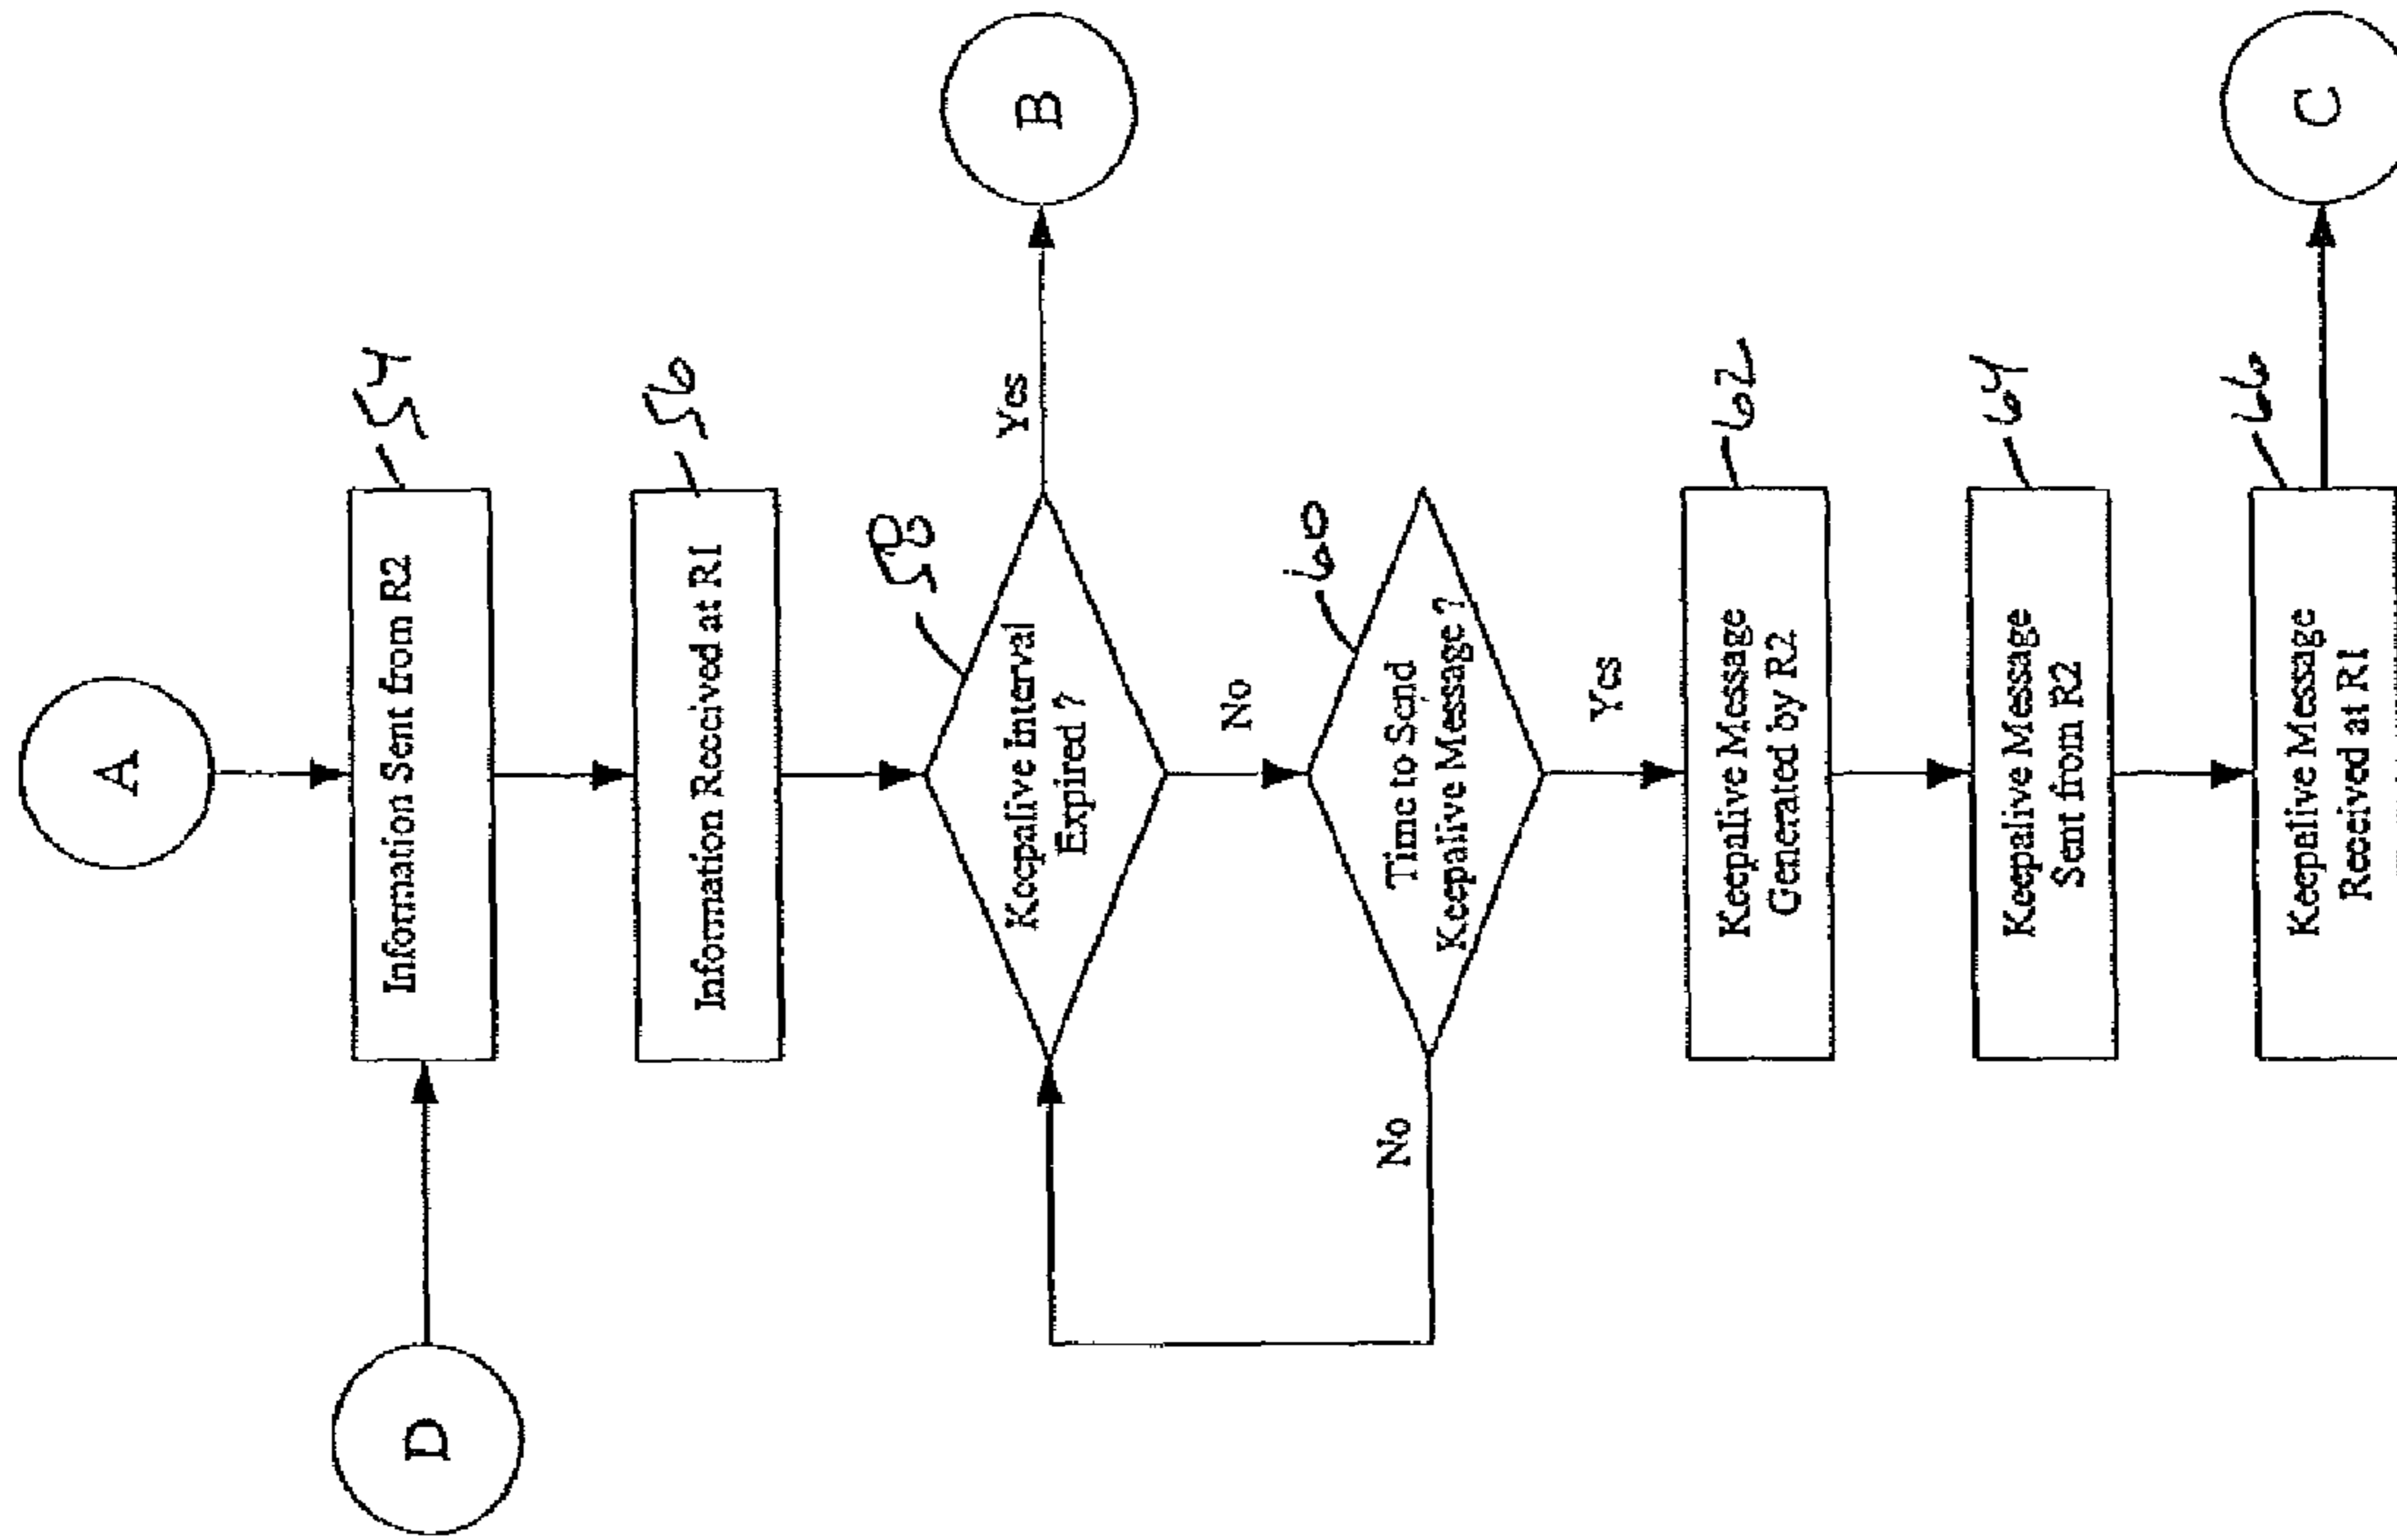 A
D
54
Information Sent from R2
56
Information Received at R1
58
Keepalive Interval
Expired ?
Yes
B
No
60
Time to Send
Keepalive Message ?
No
Yes
62
Keepalive Message
Generated by R2
64
Keepalive Message
Sent from R2
66
Keepalive Message
Received at R1
C